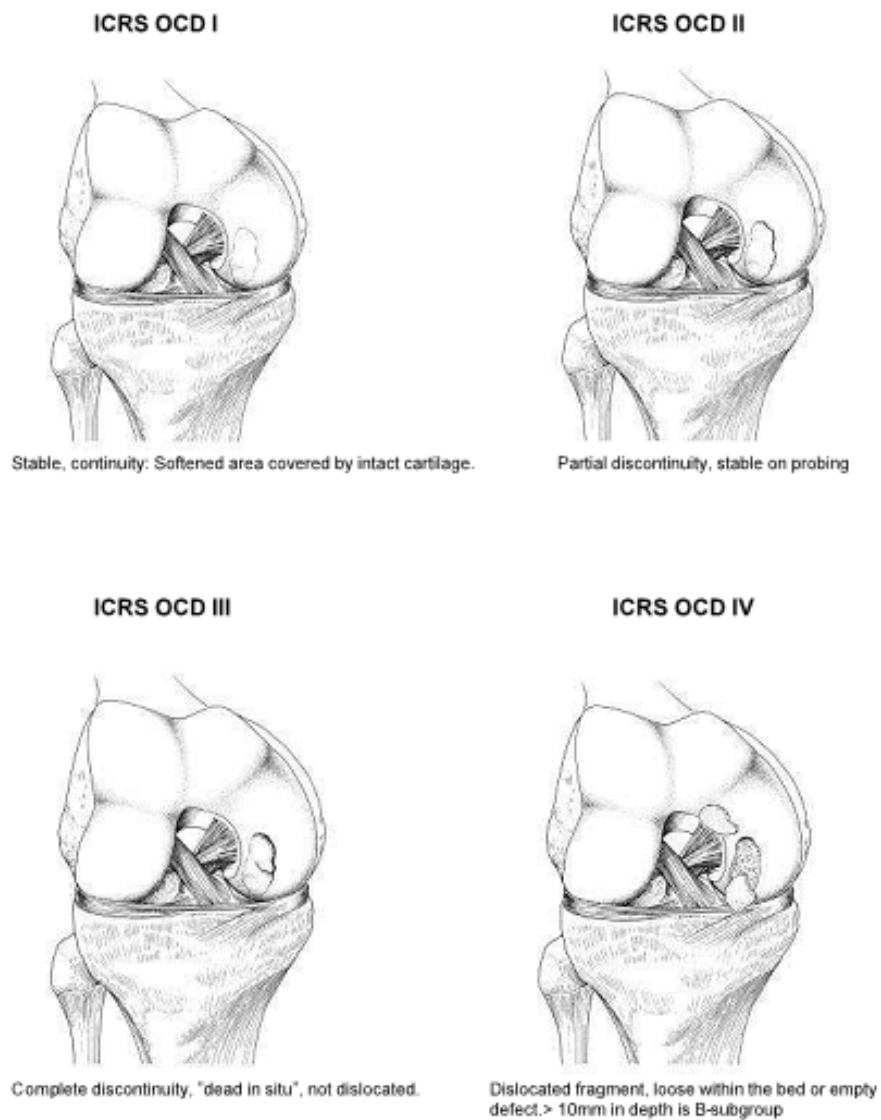 ICRS OCD I
ICRS OCD II
Stable, continuity: Softened area covered by intact cartilage.
Partial discontinuity, stable on probing
ICRS OCD III
ICRS OCD IV
Complete discontinuity, "dead in situ", not dislocated.
Dislocated fragment, loose within the bed or empty
defect.> 10mm in depth is B-subgroup